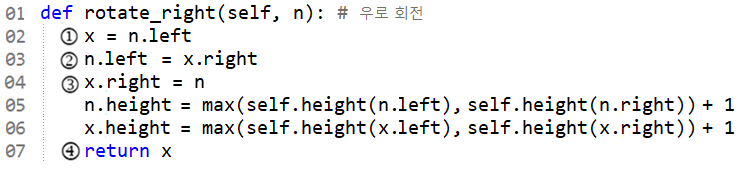 01 def rotate_right(self, n): # 우로 회전
02 ① x = n.left
03 ② n.left = x.right
04 ③ x.right = n
05 n.height = max(self.height(n.left), self.height(n.right)) + 1
06 x.height = max(self.height(x.left), self.height(x.right)) + 1
07 ④ return x